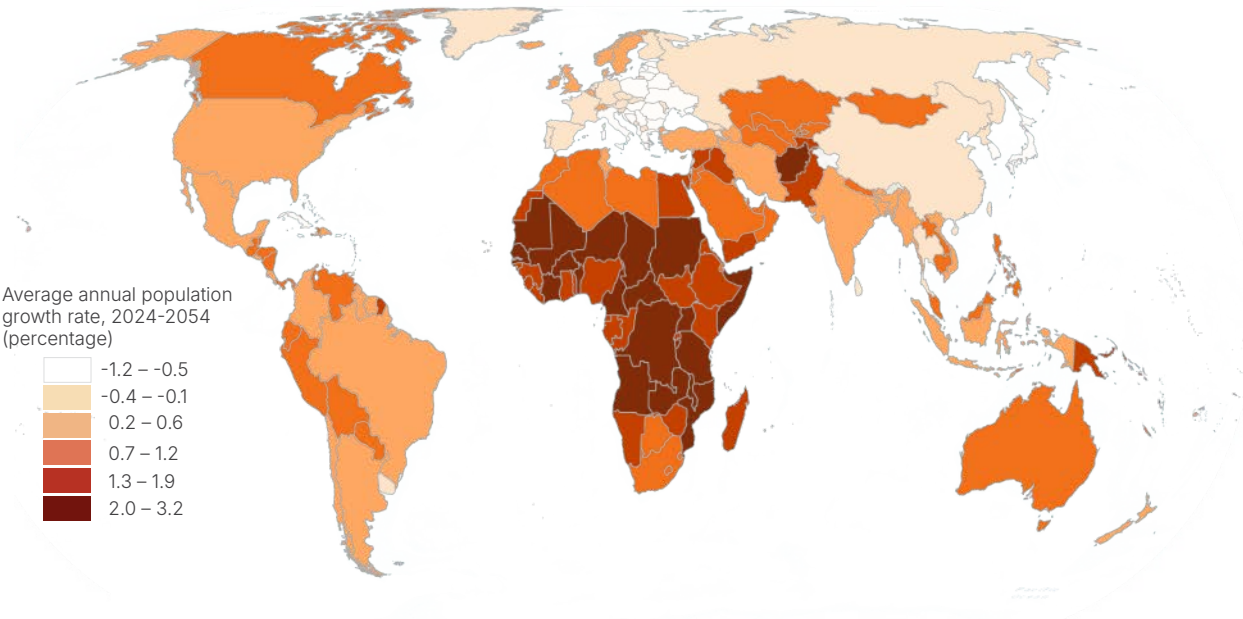 Average annual population
growth rate, 2024-2054
(percentage)
-1.2 – -0.5
-0.4 – -0.1
0.2 – 0.6
0.7 – 1.2
1.3 – 1.9
2.0 – 3.2